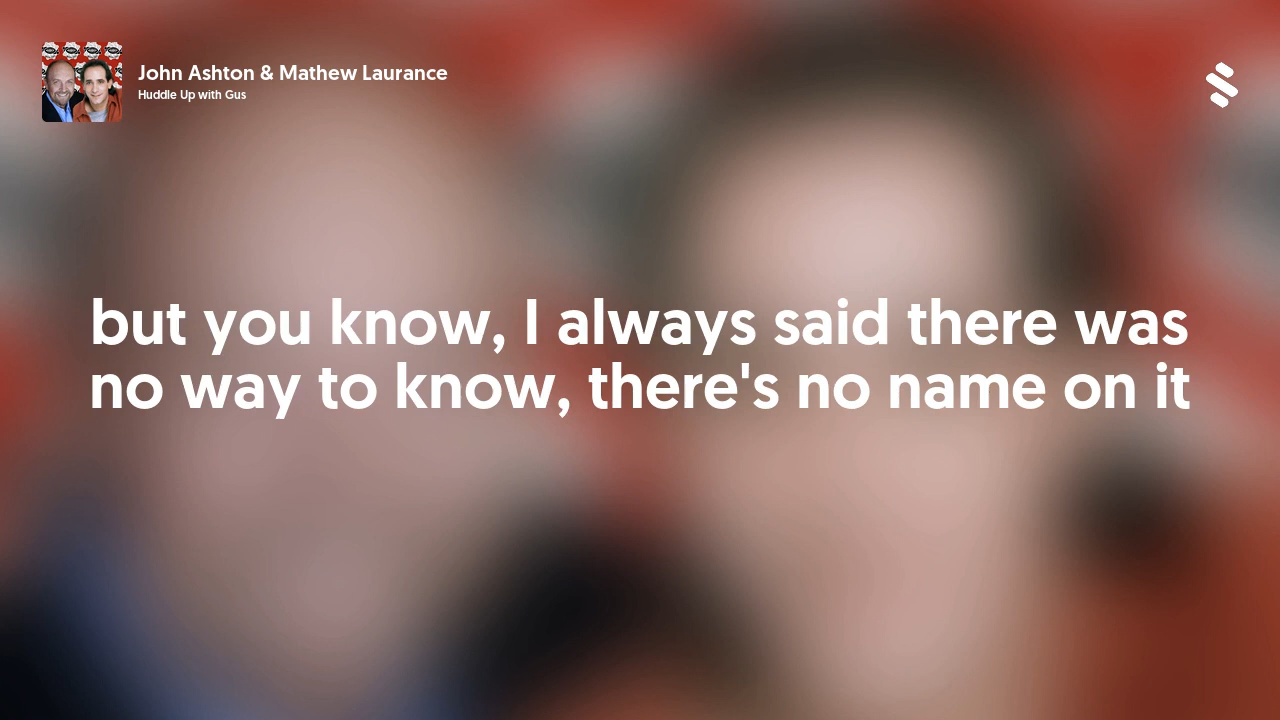 John Ashton & Mathew Laurance
Huddle Up with Gus
but you know, I always said there was
no way to know, there's no name on it